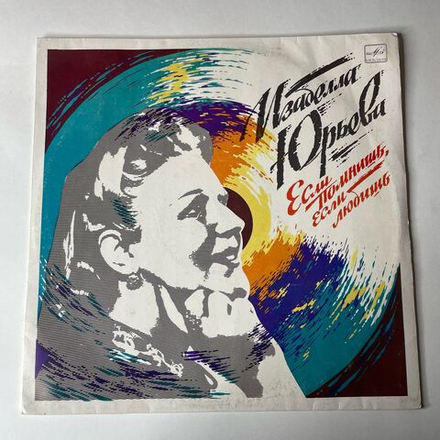 Изабелла
Юрьева
Если
помнишь,
если
любишь